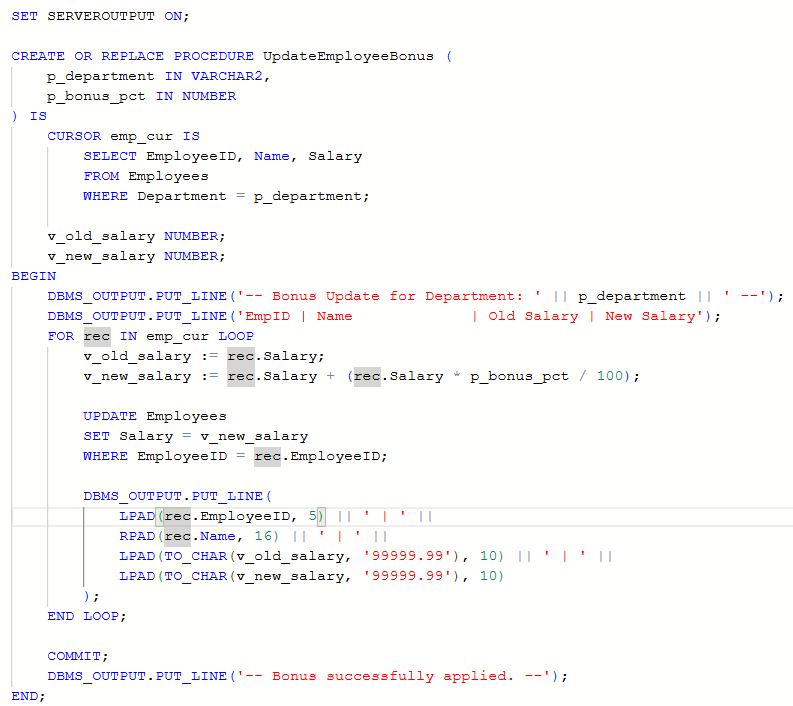 SET SERVEROUTPUT ON;

CREATE OR REPLACE PROCEDURE UpdateEmployeeBonus (
    p_department IN VARCHAR2,
    p_bonus_pct IN NUMBER
) IS
    CURSOR emp_cur IS
        SELECT EmployeeID, Name, Salary
        FROM Employees
        WHERE Department = p_department;

    v_old_salary NUMBER;
    v_new_salary NUMBER;
BEGIN
    DBMS_OUTPUT.PUT_LINE('-- Bonus Update for Department: ' || p_department || ' --');
    DBMS_OUTPUT.PUT_LINE('EmpID | Name             | Old Salary | New Salary');
    FOR rec IN emp_cur LOOP
        v_old_salary := rec.Salary;
        v_new_salary := rec.Salary + (rec.Salary * p_bonus_pct / 100);

        UPDATE Employees
        SET Salary = v_new_salary
        WHERE EmployeeID = rec.EmployeeID;

        DBMS_OUTPUT.PUT_LINE(
            LPAD(rec.EmployeeID, 5) || ' | ' ||
            RPAD(rec.Name, 16) || ' | ' ||
            LPAD(TO_CHAR(v_old_salary, '99999.99'), 10) || ' | ' ||
            LPAD(TO_CHAR(v_new_salary, '99999.99'), 10)
        );
    END LOOP;

    COMMIT;
    DBMS_OUTPUT.PUT_LINE('-- Bonus successfully applied. --');
END;